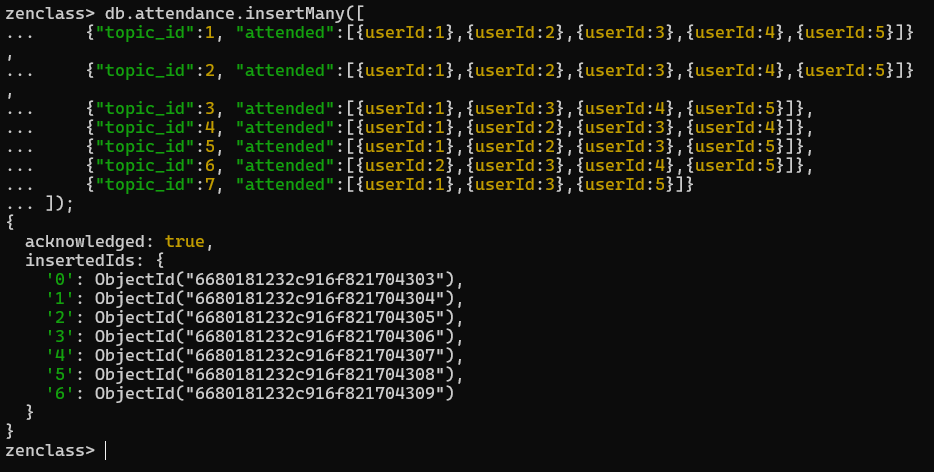 zenclass> db.attendance.insertMany([
...     {"topic_id":1, "attended":[{userId:1},{userId:2},{userId:3},{userId:4},{userId:5}]}
,
...     {"topic_id":2, "attended":[{userId:1},{userId:2},{userId:3},{userId:4},{userId:5}]}
,
...     {"topic_id":3, "attended":[{userId:1},{userId:3},{userId:4},{userId:5}]},
...     {"topic_id":4, "attended":[{userId:1},{userId:2},{userId:3},{userId:4}]},
...     {"topic_id":5, "attended":[{userId:1},{userId:2},{userId:3},{userId:5}]},
...     {"topic_id":6, "attended":[{userId:2},{userId:3},{userId:4},{userId:5}]},
...     {"topic_id":7, "attended":[{userId:1},{userId:3},{userId:5}]}
... ]);
{
  acknowledged: true,
  insertedIds: {
    '0': ObjectId("6680181232c916f821704303"),
    '1': ObjectId("6680181232c916f821704304"),
    '2': ObjectId("6680181232c916f821704305"),
    '3': ObjectId("6680181232c916f821704306"),
    '4': ObjectId("6680181232c916f821704307"),
    '5': ObjectId("6680181232c916f821704308"),
    '6': ObjectId("6680181232c916f821704309")
  }
}
zenclass>